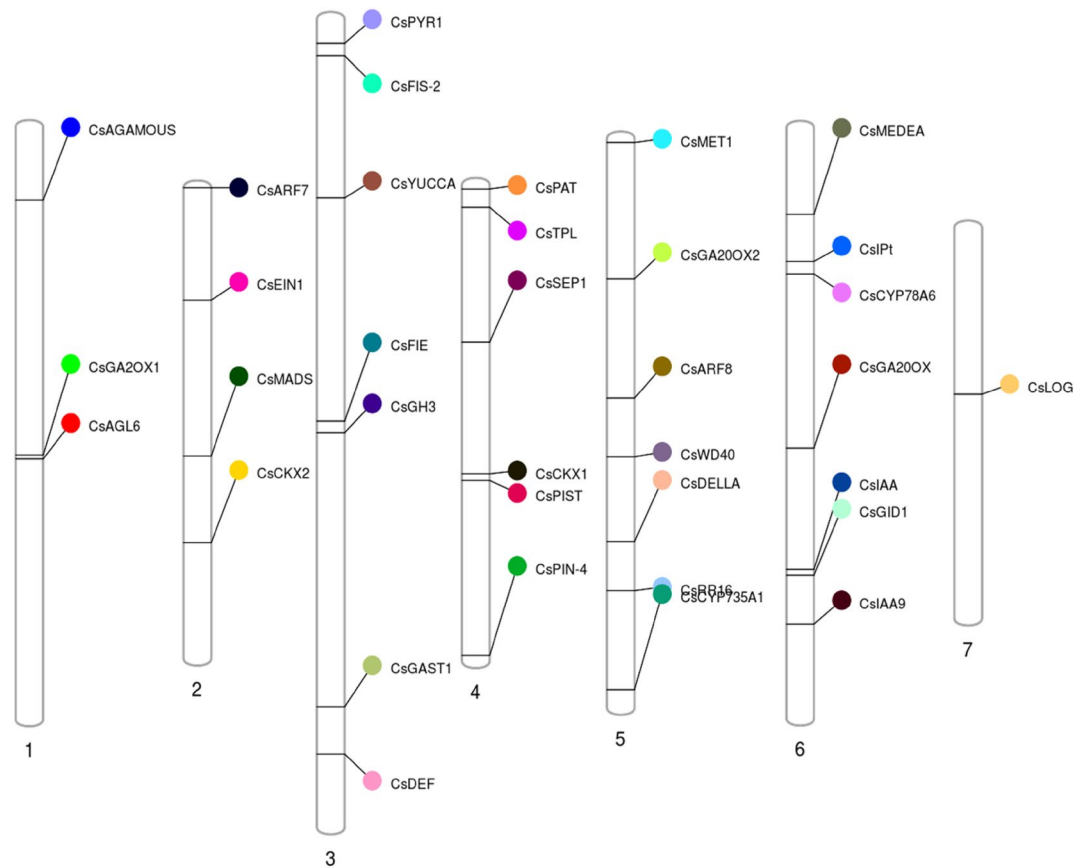 CsAGAMOUS
CsGA2OX1
CsAGL6
1
CsARF7
CsEIN1
CsMADS
CsCKX2
2
CsPYR1
CsFIS-2
CsYUCCA
CsFIE
CsGH3
CsGAST1
CsDEF
3
CsPAT
CsTPL
CsSEP1
CsCKX1
CsPIST
CsPIN-4
4
CsMET1
CsGA20OX2
CsARF8
CsWD40
CsDELLA
CsRR16
CsCYP735A1
5
CsMEDEA
CsIPt
CsCYP78A6
CsGA20OX
CsIAA
CsGID1
CsIAA9
6
CsLOG
7